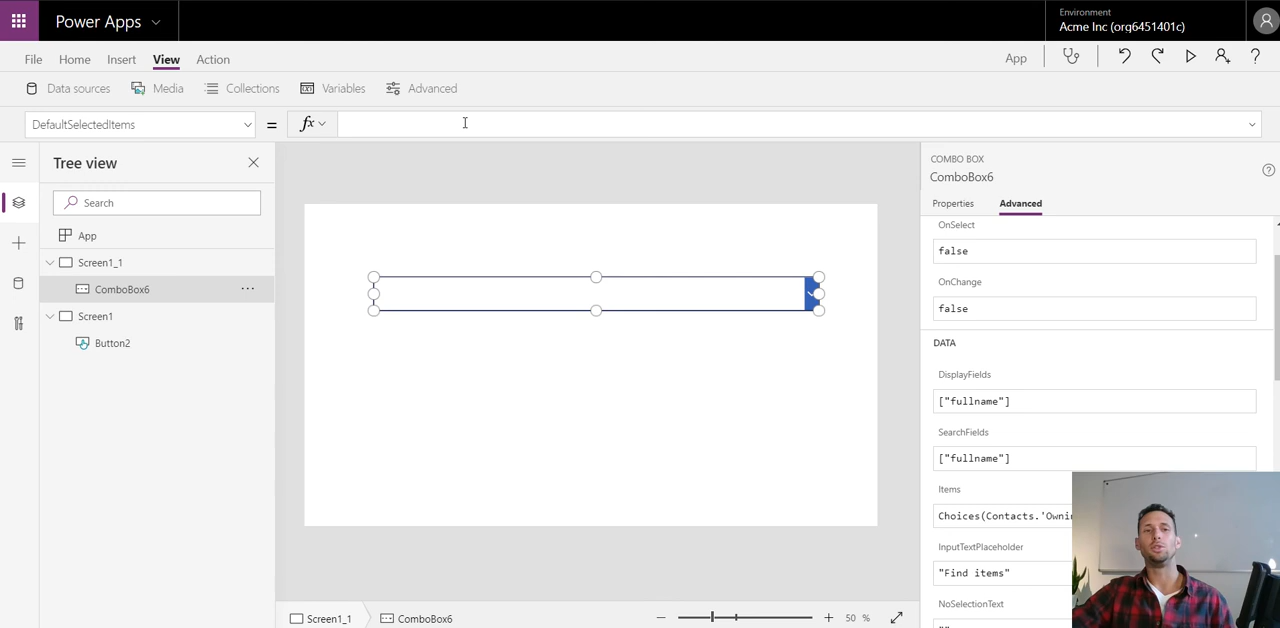 Power Apps
Environment
Acme Inc (org6451401c)
File Home Insert View Action
App
?
Data sources Media Collections Variables Advanced
DefaultSelectedItems
= fx
Tree view
Search
App
Screen1_1
ComboBox6 ...
Screen1
Button2
COMBO BOX
ComboBox6
?
Properties Advanced
OnSelect
false
OnChange
false
DATA
DisplayFields
["fullname"]
SearchFields
["fullname"]
Items
Choices(Contacts.'Ownin
InputTextPlaceholder
"Find items"
NoSelectionText
Screen1_1 ComboBox6
− + 50 %